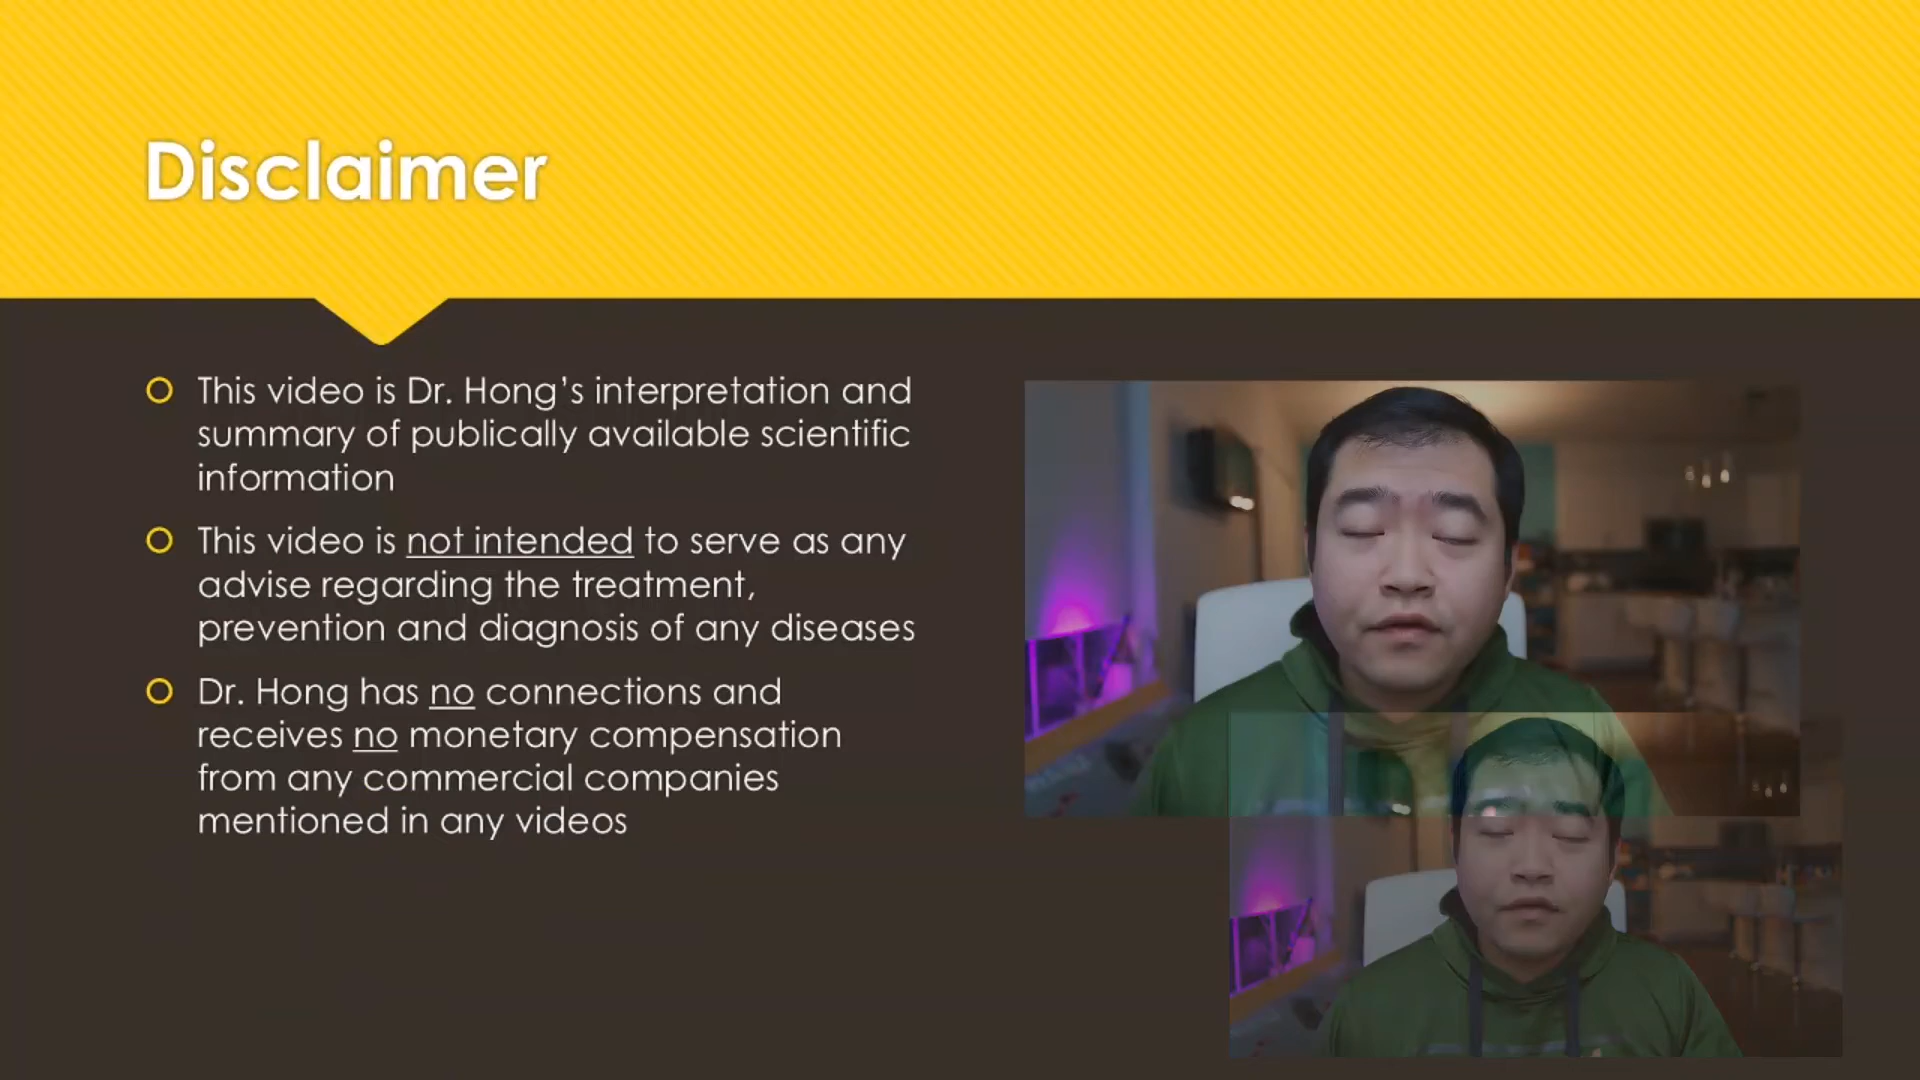 Disclaimer
This video is Dr. Hong’s interpretation and
summary of publically available scientific
information
This video is not intended to serve as any
advise regarding the treatment,
prevention and diagnosis of any diseases
Dr. Hong has no connections and
receives no monetary compensation
from any commercial companies
mentioned in any videos